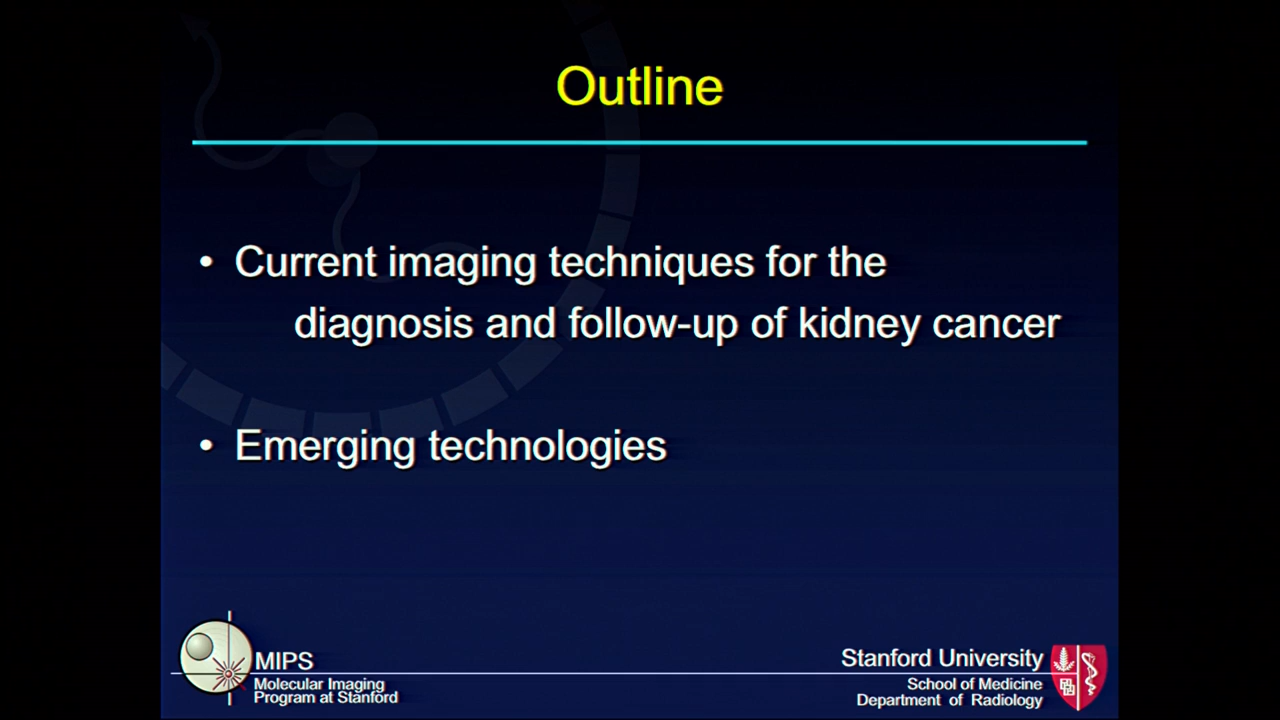 Outline
• Current imaging techniques for the
diagnosis and follow-up of kidney cancer
• Emerging technologies
MIPS
Molecular Imaging
Program at Stanford
Stanford University
School of Medicine
Department of Radiology